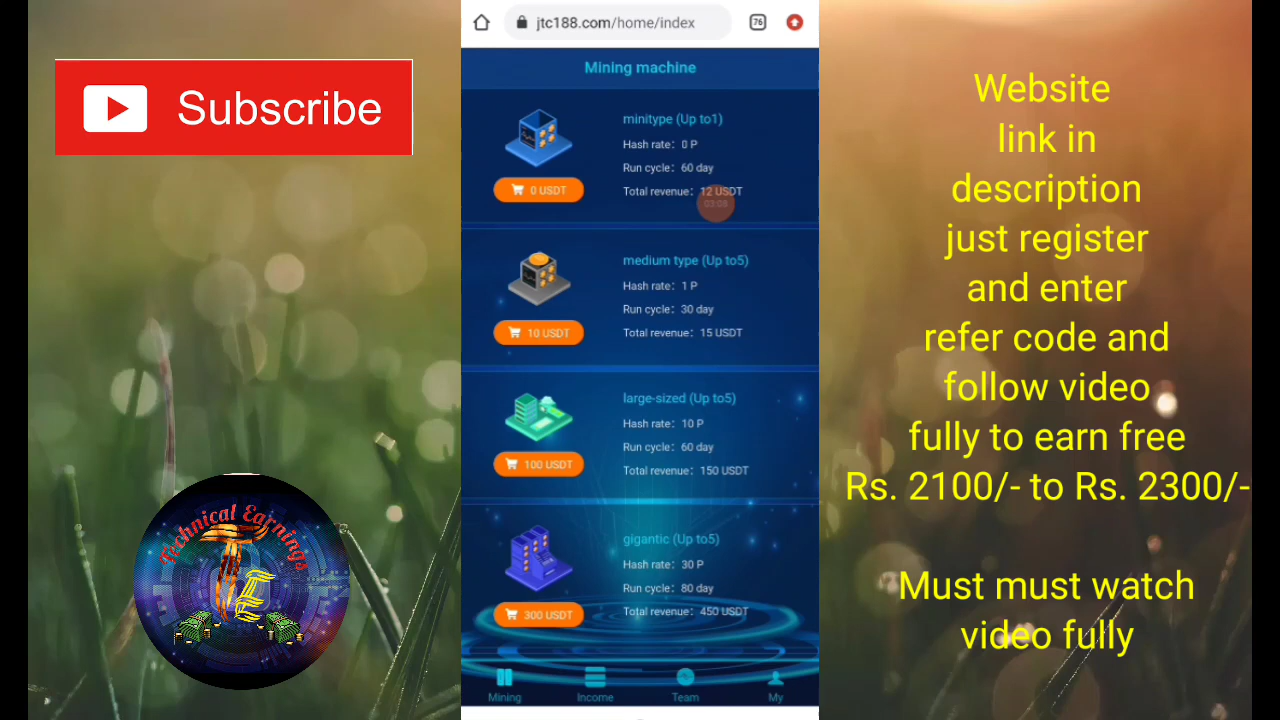 Subscribe
Technical Earnings
TE
jtc188.com/home/index
76
Mining machine
minitype (Up to1)
Hash rate: 0 P
Run cycle: 60 day
0 USDT
Total revenue: 12 USDT
03:08
medium type (Up to5)
Hash rate: 1 P
Run cycle: 30 day
10 USDT
Total revenue: 15 USDT
large-sized (Up to5)
Hash rate: 10 P
Run cycle: 60 day
100 USDT
Total revenue: 150 USDT
gigantic (Up to5)
Hash rate: 30 P
Run cycle: 80 day
300 USDT
Total revenue: 450 USDT
Mining Income Team My
Website
link in
description
just register
and enter
refer code and
follow video
fully to earn free
Rs. 2100/- to Rs. 2300/-
Must must watch
video fully